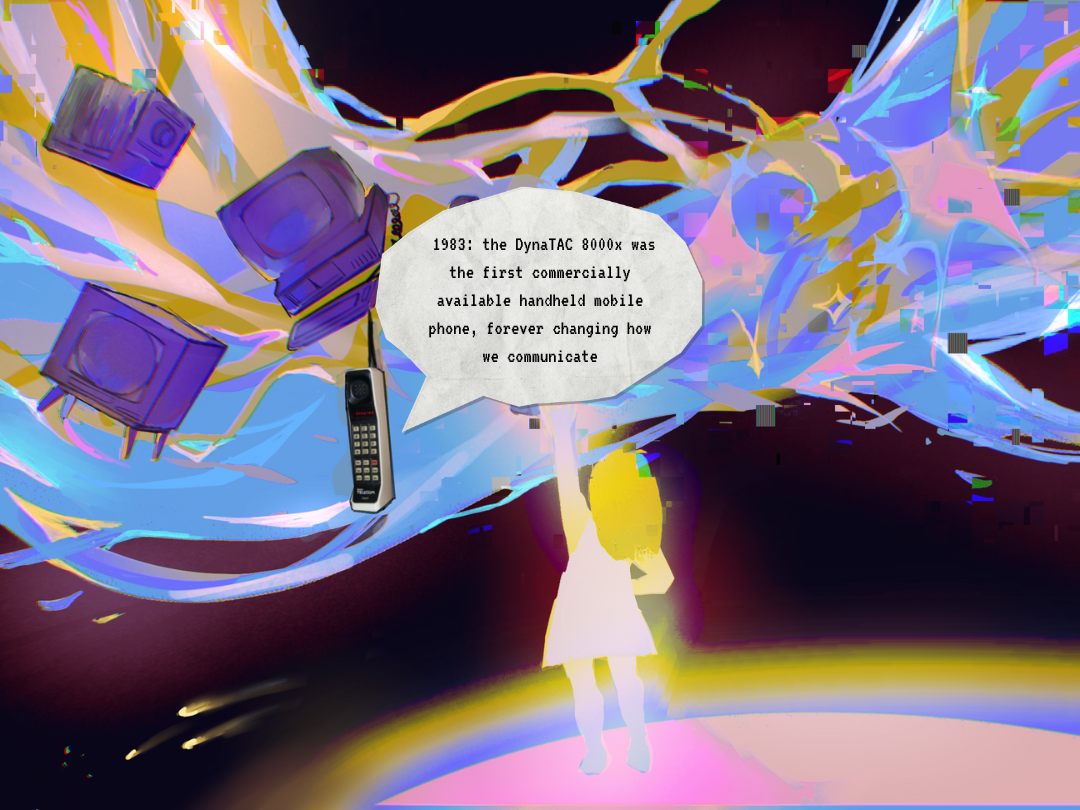 1983: the DynaTAC 8000x was
the first commercially
available handheld mobile
phone, forever changing how
we communicate